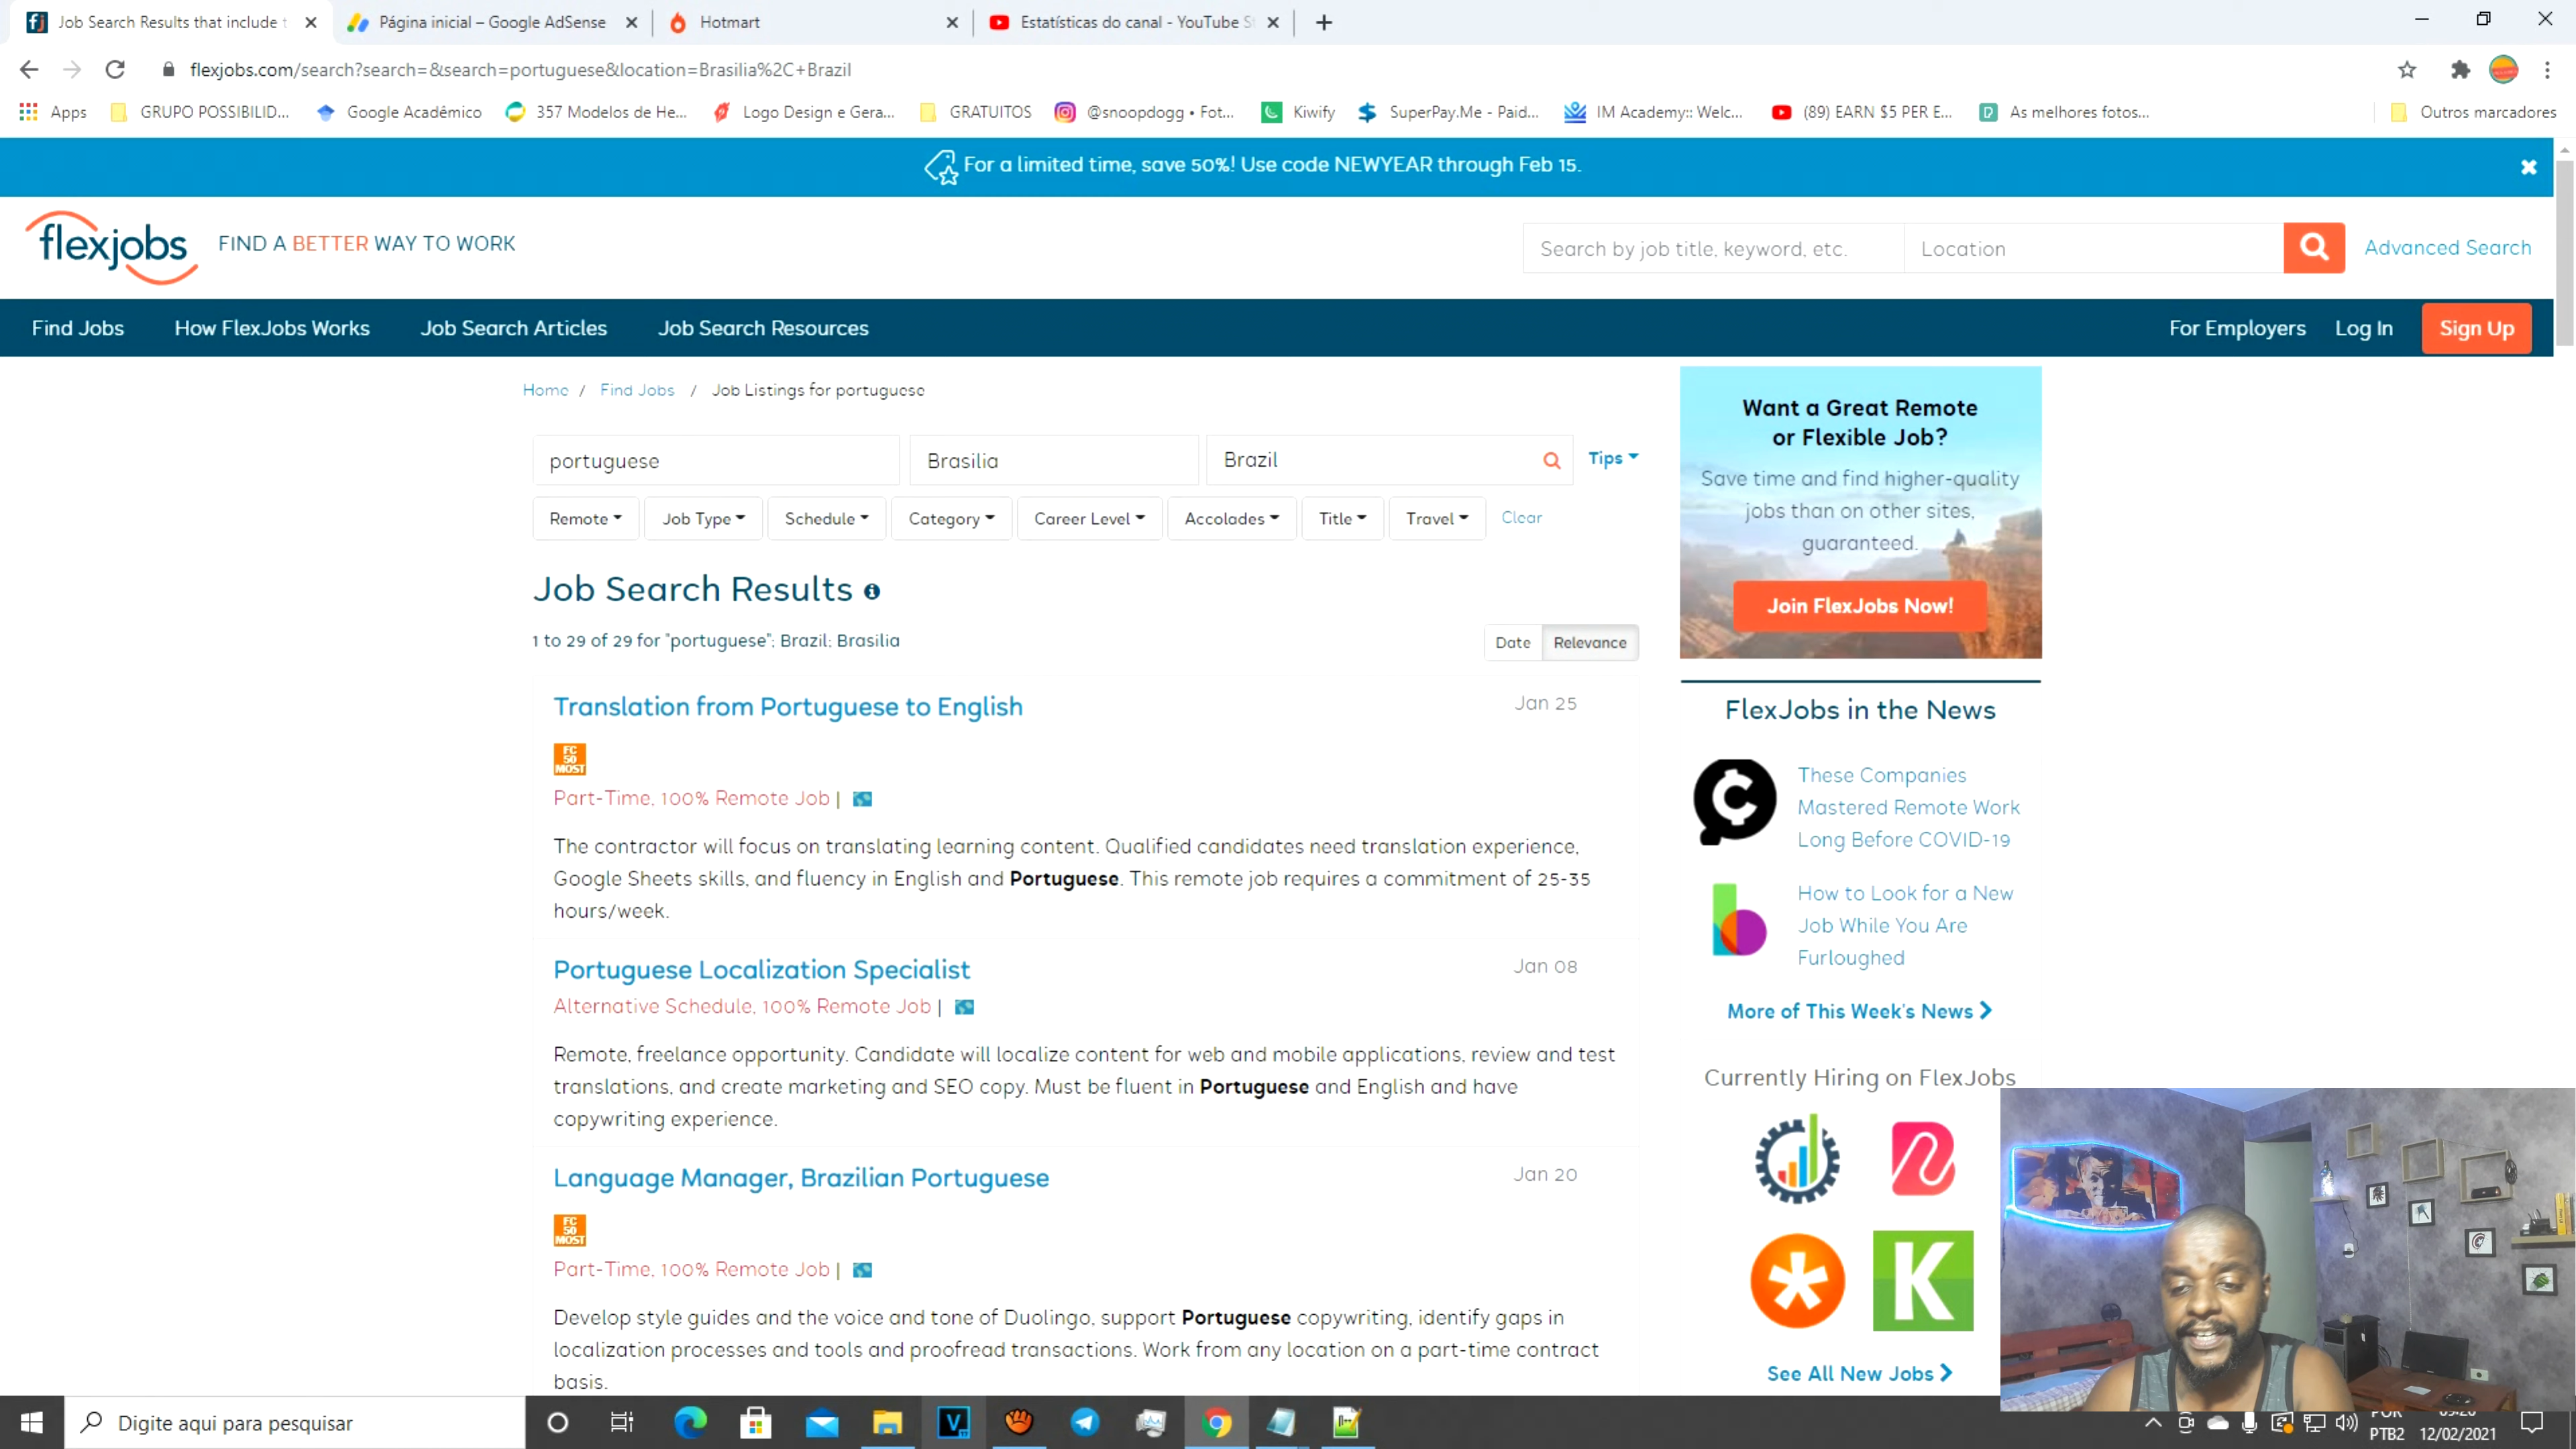 Job Search Results that include t
Página inicial – Google AdSense
Hotmart
Estatísticas do canal - YouTube S
flexjobs.com/search?search=&search=portuguese&location=Brasilia%2C+Brazil
Apps
GRUPO POSSIBILID...
Google Acadêmico
357 Modelos de He...
Logo Design e Gera...
GRATUITOS
@snoopdogg • Fot...
Kiwify
SuperPay.Me - Paid...
IM Academy:: Welc...
(89) EARN $5 PER E...
As melhores fotos...
Outros marcadores
For a limited time, save 50%! Use code NEWYEAR through Feb 15.
flexjobs
FIND A BETTER WAY TO WORK
Search by job title, keyword, etc.
Location
Advanced Search
Find Jobs
How FlexJobs Works
Job Search Articles
Job Search Resources
For Employers
Log In
Sign Up
Home / Find Jobs / Job Listings for portuguese
portuguese
Brasilia
Brazil
Tips
Remote
Job Type
Schedule
Category
Career Level
Accolades
Title
Travel
Clear
Job Search Results
1 to 29 of 29 for "portuguese"; Brazil: Brasilia
Date
Relevance
Translation from Portuguese to English
Jan 25
FC
50
MOST
Part-Time, 100% Remote Job |
The contractor will focus on translating learning content. Qualified candidates need translation experience,
Google Sheets skills, and fluency in English and Portuguese. This remote job requires a commitment of 25-35
hours/week.
Portuguese Localization Specialist
Jan 08
Alternative Schedule, 100% Remote Job |
Remote, freelance opportunity. Candidate will localize content for web and mobile applications, review and test
translations, and create marketing and SEO copy. Must be fluent in Portuguese and English and have
copywriting experience.
Language Manager, Brazilian Portuguese
Jan 20
FC
50
MOST
Part-Time, 100% Remote Job |
Develop style guides and the voice and tone of Duolingo, support Portuguese copywriting, identify gaps in
localization processes and tools and proofread transactions. Work from any location on a part-time contract
basis.
Want a Great Remote
or Flexible Job?
Save time and find higher-quality
jobs than on other sites,
guaranteed.
Join FlexJobs Now!
FlexJobs in the News
These Companies
Mastered Remote Work
Long Before COVID-19
How to Look for a New
Job While You Are
Furloughed
More of This Week's News
Currently Hiring on FlexJobs
K
See All New Jobs
Digite aqui para pesquisar
POR
PTB2
12/02/2021